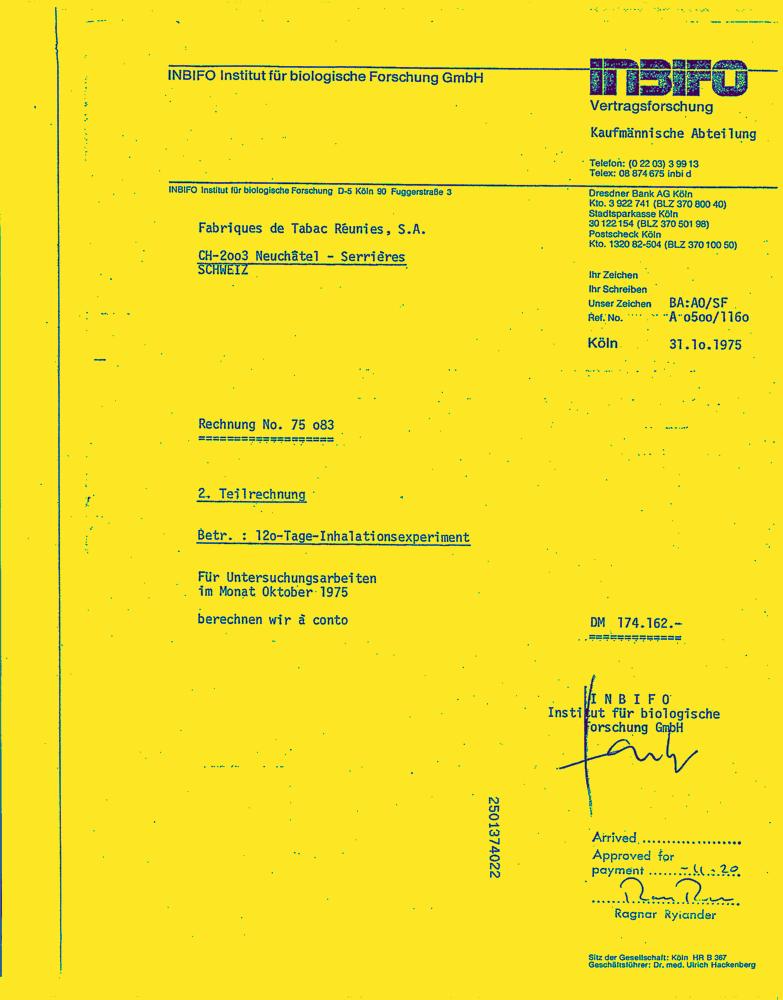 INBIFO Institut für biologische Forschung GmbH
INBIFO
Vertragsforschung
Kaufmännische Abteilung
Telefon: (0 22 03) 3 99 13
Telex: 08 874 675 inbi d
INBIFO Institut für biologische Forschung D-5 Köln 90 Fuggerstraße 3
Dresdner Bank AG Köln
Kto. 3 922 741 (BLZ 370 800 40)
Stadtsparkasse Köln
30 122 154 (BLZ 370 501 98)
Postscheck Köln
Kto. 1320 82-504 (BLZ 370 100 50)
Fabriques de Tabac Réunies, S.A.
CH-2oo3 Neuchâtel - Serrières
SCHWEIZ
Ihr Zeichen
Ihr Schreiben
Unser Zeichen BA:AO/SF
Ref. No. A o5oo/116o
Köln 31.1o.1975
Rechnung No. 75 o83
===================
2. Teilrechnung
Betr. : 12o-Tage-Inhalationsexperiment
Für Untersuchungsarbeiten
im Monat Oktober 1975
berechnen wir à conto DM 174.162.-
=============
I N B I F O
Institut für biologische
Forschung GmbH
2501374022
Arrived ....................
Approved for
payment
Ragnar Rylander
Sitz der Gesellschaft: Köln HR B 367
Geschäftsführer: Dr. med. Ulrich Hackenberg